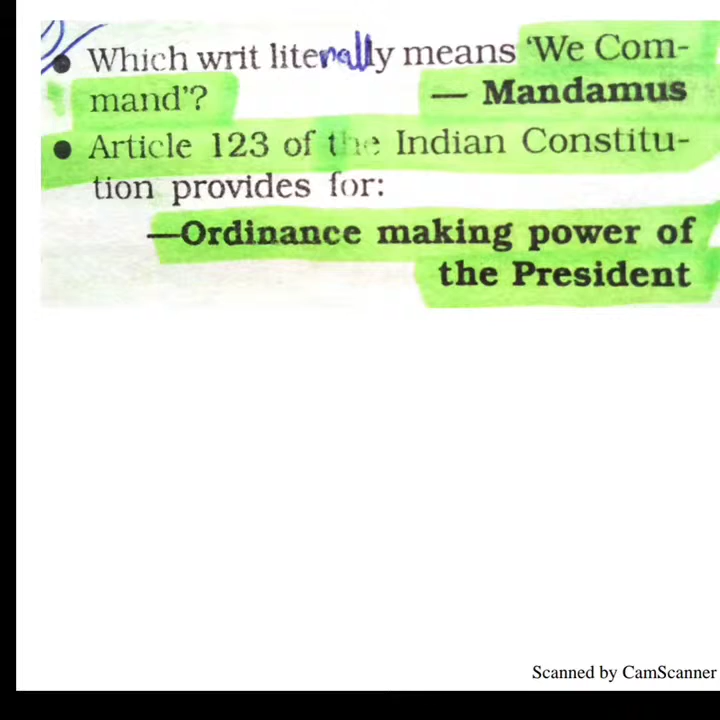 ● Which writ literally means ‘We Com-
mand’? — Mandamus
● Article 123 of the Indian Constitu-
tion provides for:
—Ordinance making power of
the President
Scanned by CamScanner